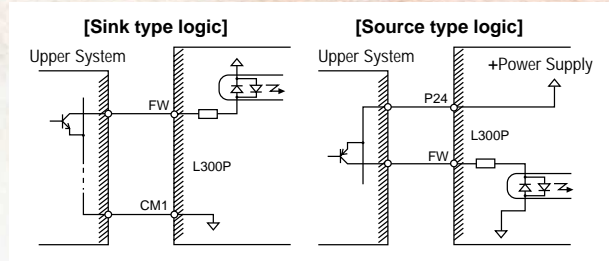 [Sink type logic]
Upper System
FW
L300P
CM1
[Source type logic]
Upper System
+Power Supply
P24
L300P
FW